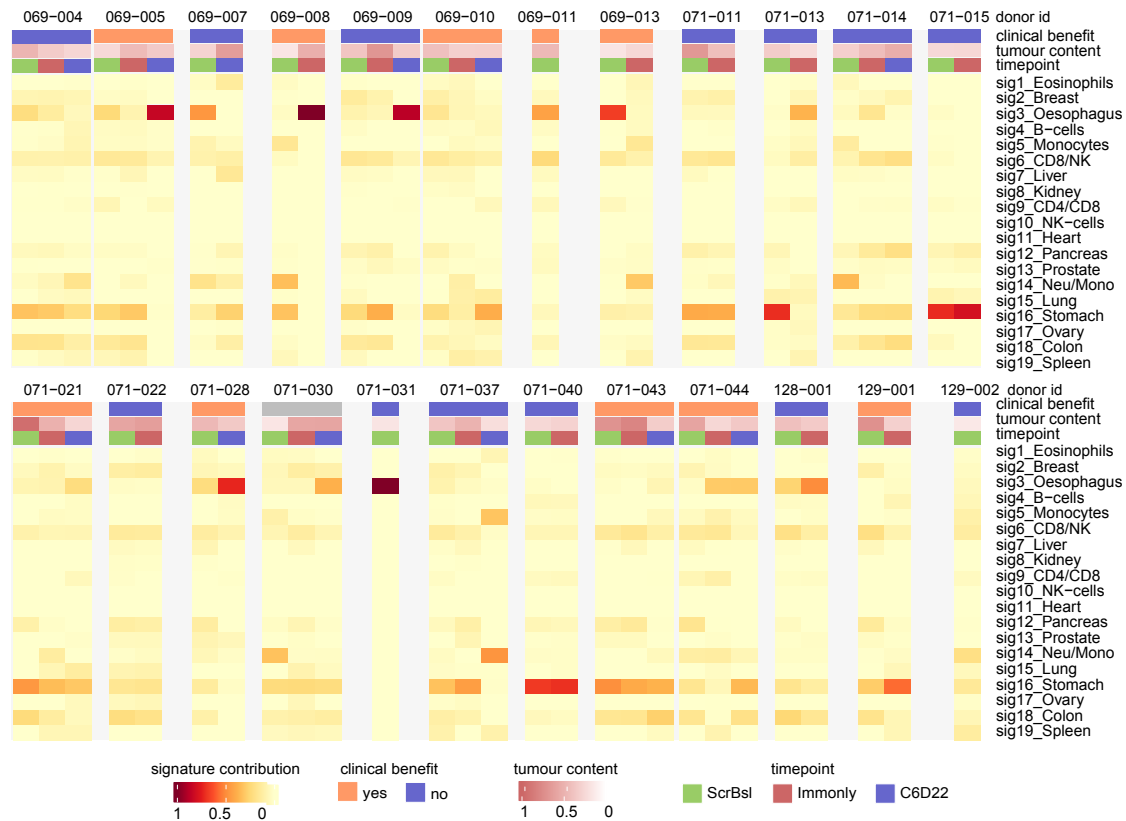 069-004 069-005 069-007 069-008 069-009 069-010 069-011 069-013 071-011 071-013 071-014 071-015 donor id
clinical benefit
tumour content
timepoint
sig1_Eosinophils
sig2_Breast
sig3_Oesophagus
sig4_B−cells
sig5_Monocytes
sig6_CD8/NK
sig7_Liver
sig8_Kidney
sig9_CD4/CD8
sig10_NK−cells
sig11_Heart
sig12_Pancreas
sig13_Prostate
sig14_Neu/Mono
sig15_Lung
sig16_Stomach
sig17_Ovary
sig18_Colon
sig19_Spleen
071-021 071-022 071-028 071-030 071-031 071-037 071-040 071-043 071-044 128-001 129-001 129-002 donor id
clinical benefit
tumour content
timepoint
sig1_Eosinophils
sig2_Breast
sig3_Oesophagus
sig4_B−cells
sig5_Monocytes
sig6_CD8/NK
sig7_Liver
sig8_Kidney
sig9_CD4/CD8
sig10_NK−cells
sig11_Heart
sig12_Pancreas
sig13_Prostate
sig14_Neu/Mono
sig15_Lung
sig16_Stomach
sig17_Ovary
sig18_Colon
sig19_Spleen
signature contribution clinical benefit tumour content timepoint
yes no ScrBsl Immonly C6D22
1 0.5 0 1 0.5 0